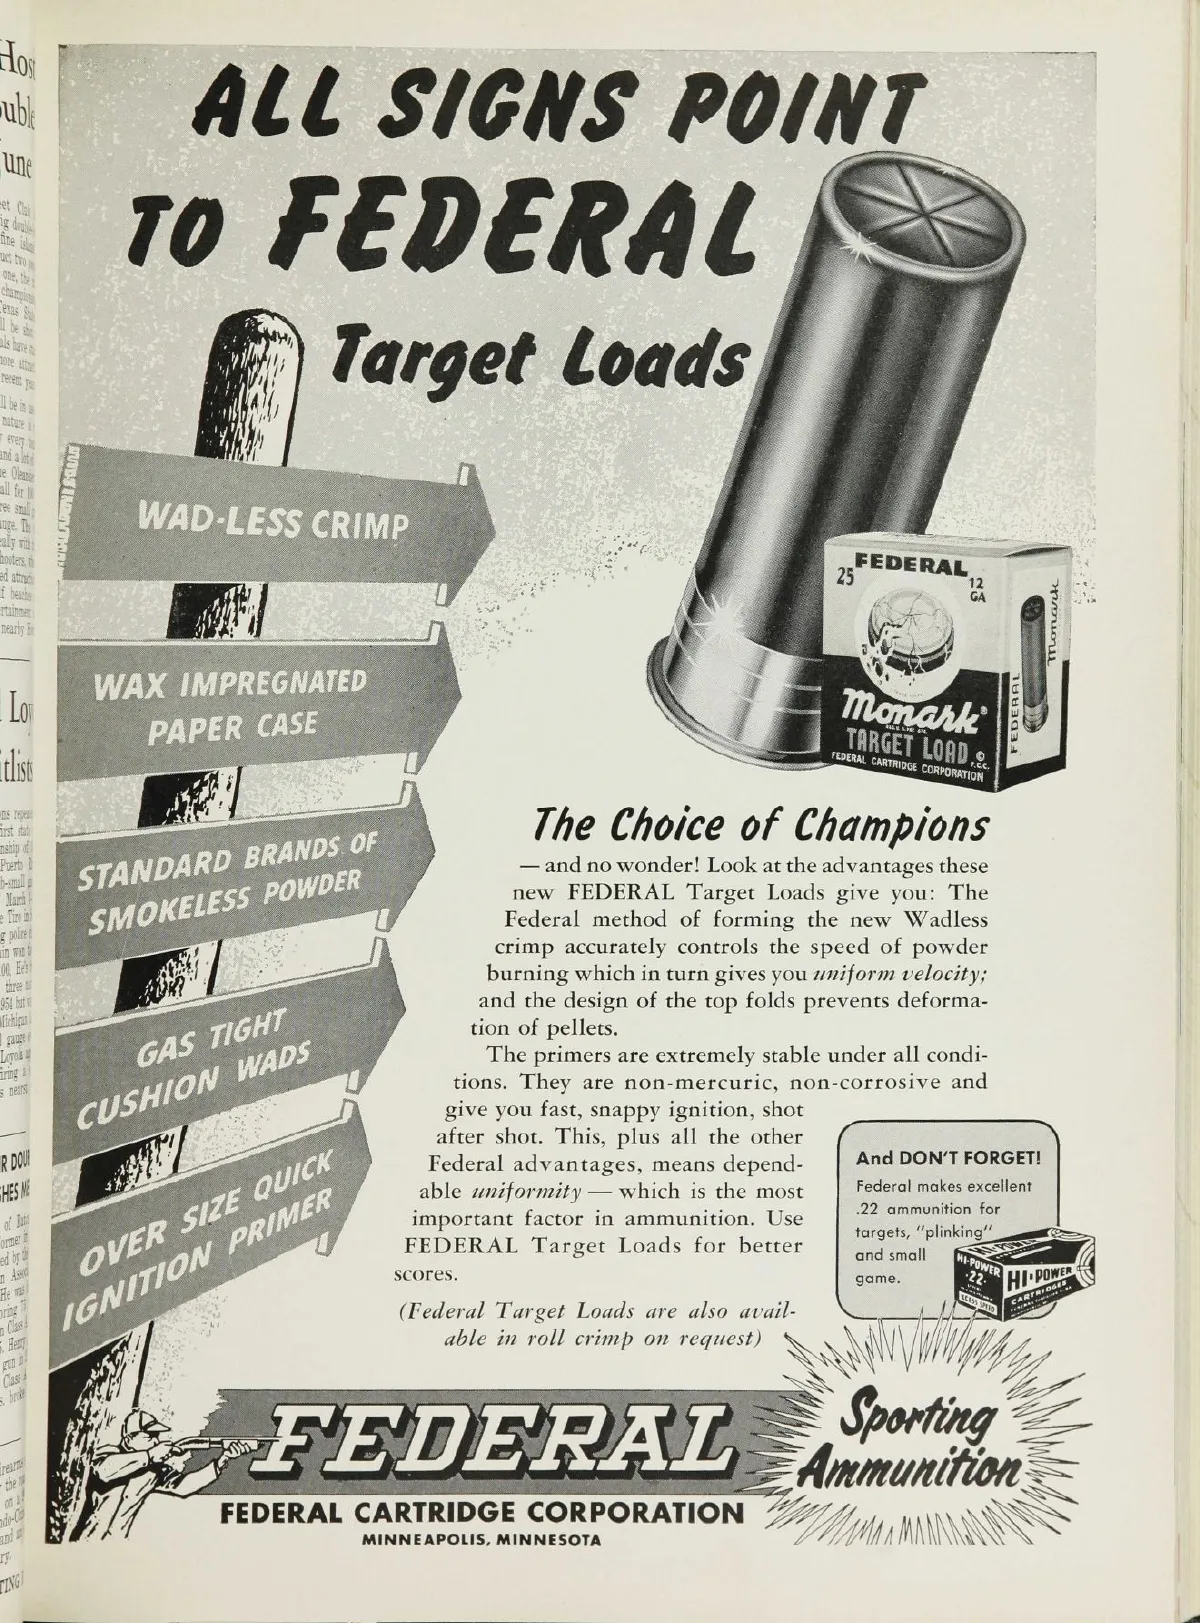 ALL SIGNS POINT
TO FEDERAL
Target Loads
WAD-LESS CRIMP
WAX IMPREGNATED
PAPER CASE
STANDARD BRANDS OF
SMOKELESS POWDER
GAS TIGHT
CUSHION WADS
OVER SIZE QUICK
IGNITION PRIMER
FEDERAL
25
12
GA
Monark®
TARGET LOAD ©
F.C.C.
FEDERAL CARTRIDGE CORPORATION
FEDERAL
Monark
The Choice of Champions
— and no wonder! Look at the advantages these
new FEDERAL Target Loads give you: The
Federal method of forming the new Wadless
crimp accurately controls the speed of powder
burning which in turn gives you uniform velocity;
and the design of the top folds prevents deforma-
tion of pellets.
The primers are extremely stable under all condi-
tions. They are non-mercuric, non-corrosive and
give you fast, snappy ignition, shot
after shot. This, plus all the other
Federal advantages, means depend-
able uniformity — which is the most
important factor in ammunition. Use
FEDERAL Target Loads for better
scores.
(Federal Target Loads are also avail-
able in roll crimp on request)
And DON'T FORGET!
Federal makes excellent
.22 ammunition for
targets, "plinking"
and small
game.
HI-POWER
HI-POWER
.22
HI-POWER
CARTRIDGES
FEDERAL
FEDERAL CARTRIDGE CORPORATION
MINNEAPOLIS, MINNESOTA
Sporting
Ammunition